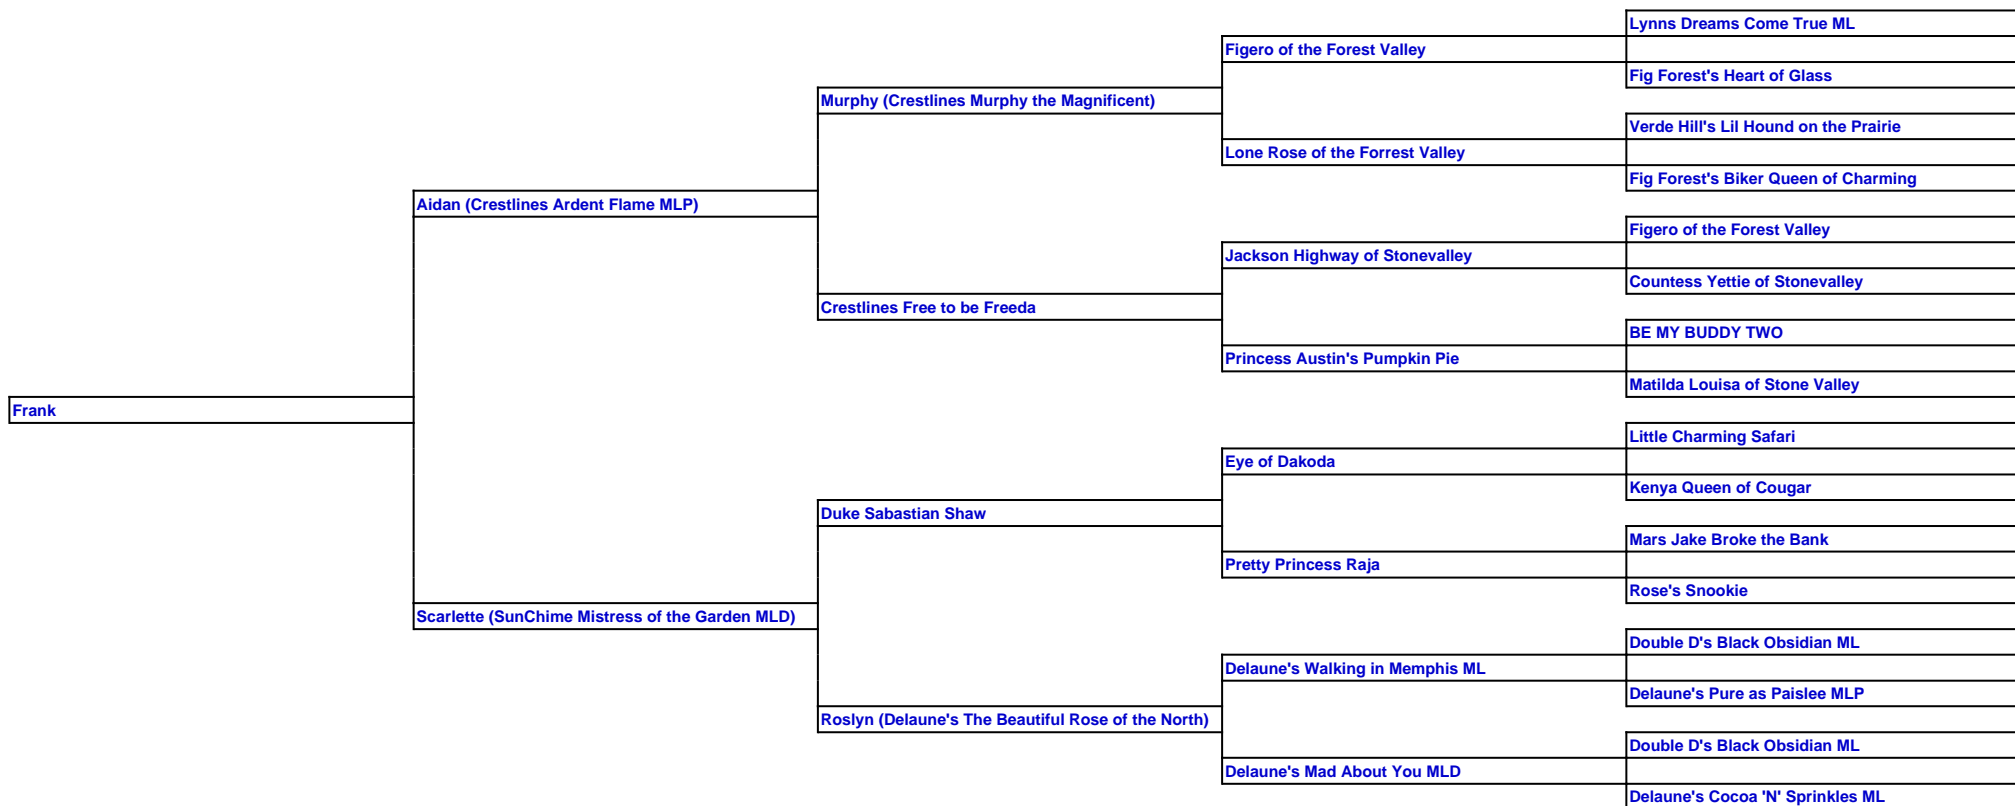 Lynns Dreams Come True ML
Figero of the Forest Valley
Fig Forest's Heart of Glass
Murphy (Crestlines Murphy the Magnificent)
Verde Hill's Lil Hound on the Prairie
Lone Rose of the Forrest Valley
Fig Forest's Biker Queen of Charming
Aidan (Crestlines Ardent Flame MLP)
Figero of the Forest Valley
Jackson Highway of Stonevalley
Countess Yettie of Stonevalley
Crestlines Free to be Freeda
BE MY BUDDY TWO
Princess Austin's Pumpkin Pie
Matilda Louisa of Stone Valley
Frank
Little Charming Safari
Eye of Dakoda
Kenya Queen of Cougar
Duke Sabastian Shaw
Mars Jake Broke the Bank
Pretty Princess Raja
Rose's Snookie
Scarlette (SunChime Mistress of the Garden MLD)
Double D's Black Obsidian ML
Delaune's Walking in Memphis ML
Delaune's Pure as Paislee MLP
Roslyn (Delaune's The Beautiful Rose of the North)
Double D's Black Obsidian ML
Delaune's Mad About You MLD
Delaune's Cocoa 'N' Sprinkles ML